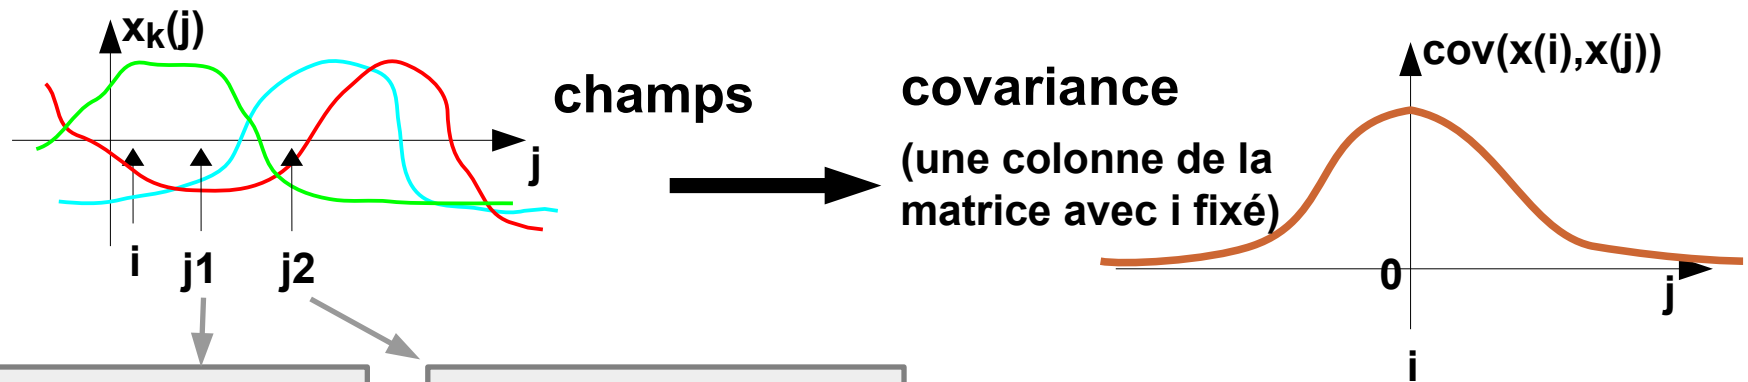 xk(j)
j
i
j1
j2
champs
covariance
(une colonne de la
matrice avec i fixé)
cov(x(i),x(j))
0
j
i